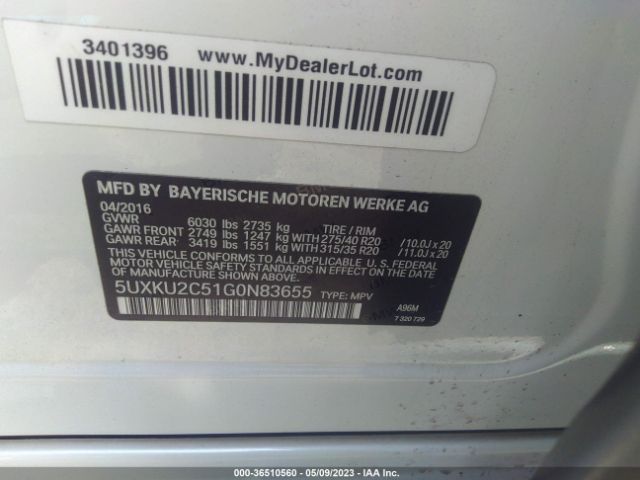 3401396 www.MyDealerLot.com
MFD BY BAYERISCHE MOTOREN WERKE AG
04/2016
GVWR 6030 lbs 2735 kg TIRE / RIM
GAWR FRONT 2749 lbs 1247 kg WITH 275/40 R20 /10.0J x 20
GAWR REAR: 3419 lbs 1551 kg WITH 315/35 R20 /11.0J x 20
THIS VEHICLE CONFORMS TO ALL APPLICABLE U.S. FEDERAL
MOTOR VEHICLE SAFETY STANDARDS IN EFFECT ON THE DATE OF
MANUFACTURE SHOWN ABOVE.
5UXKU2C51G0N83655 TYPE: MPV A96M
7 320 729
000-36510560 - 05/09/2023 - IAA Inc.